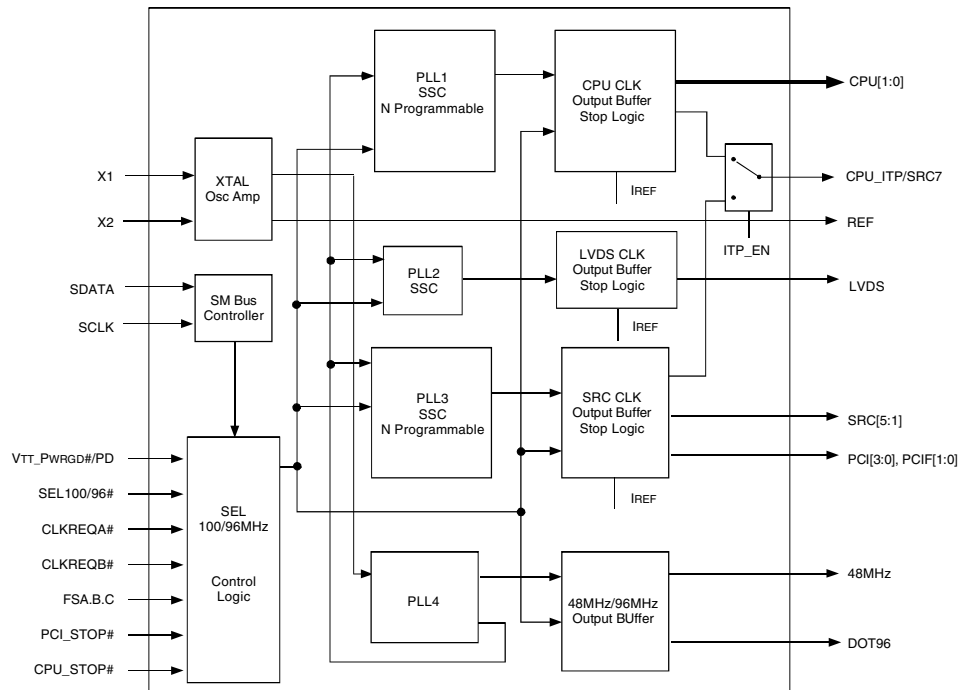 PLL1
SSC
N Programmable
CPU CLK
Output Buffer
Stop Logic
CPU[1:0]
IREF
X1
X2
XTAL
Osc Amp
CPU_ITP/SRC7
REF
ITP_EN
SDATA
SCLK
SM Bus
Controller
PLL2
SSC
LVDS CLK
Output Buffer
Stop Logic
LVDS
IREF
PLL3
SSC
N Programmable
SRC CLK
Output Buffer
Stop Logic
SRC[5:1]
PCI[3:0], PCIF[1:0]
IREF
VTT_PWRGD#/PD
SEL100/96#
CLKREQA#
CLKREQB#
FSA.B.C
PCI_STOP#
CPU_STOP#
SEL
100/96MHz
Control
Logic
PLL4
48MHz/96MHz
Output BUffer
48MHz
DOT96